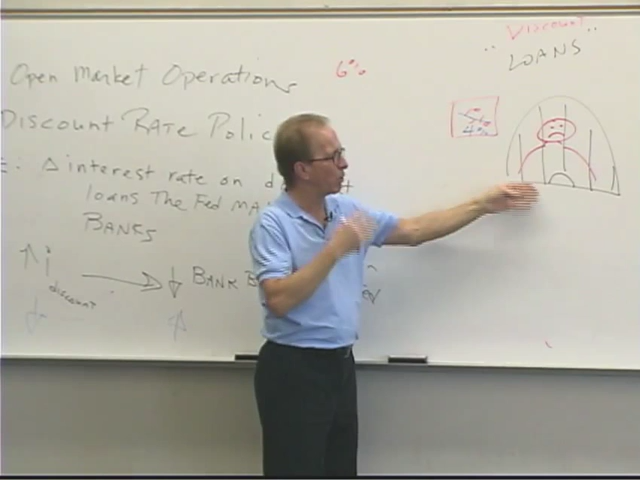 Open Market Operations
6%
"Discount"
LOANS
Discount Rate Polic
Δ interest rate on d t
loans The Fed MA
BANKS
4%
↑ i discount → ↓ BANK B